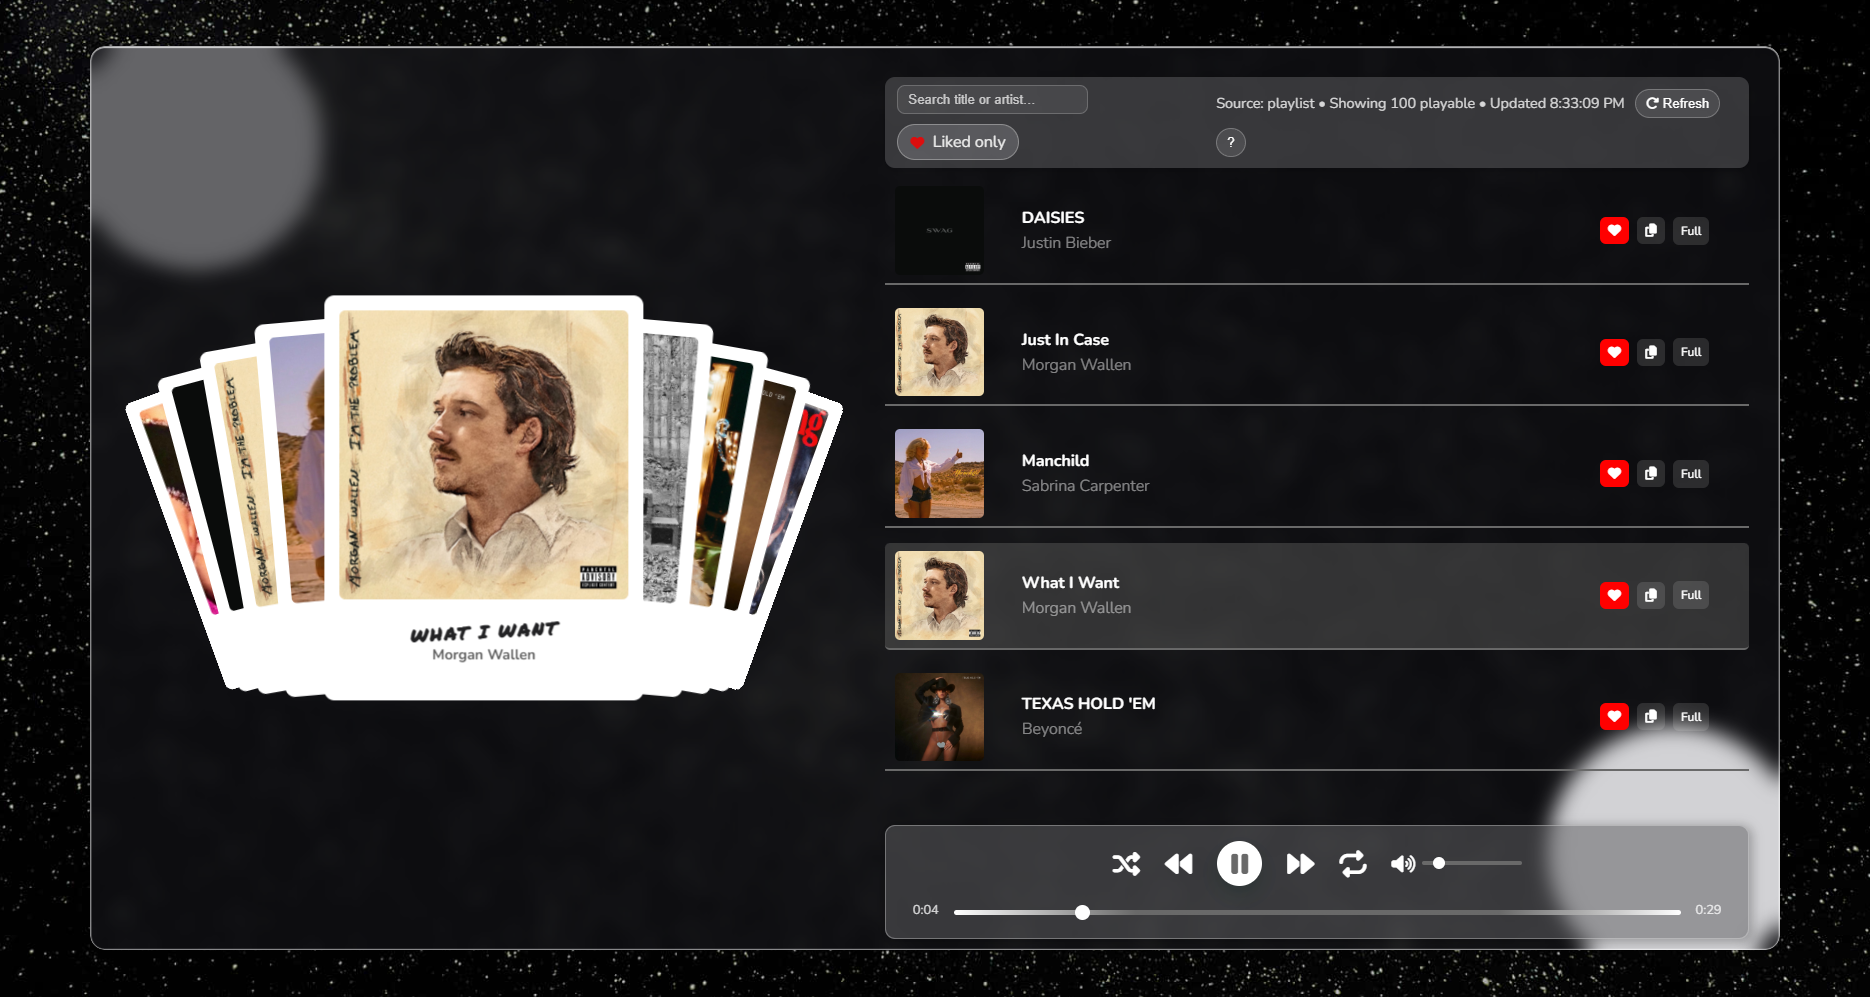 Search title or artist...
Source: playlist • Showing 100 playable • Updated 8:33:09 PM
Refresh
Liked only
?
SWAG
DAISIES
Justin Bieber
Full
Just In Case
Morgan Wallen
Full
Manchild
Sabrina Carpenter
Full
What I Want
Morgan Wallen
Full
TEXAS HOLD 'EM
Beyoncé
Full
MORGAN WALLEN I'M THE PROBLEM
MORGAN WALLEN I'M THE PROBLEM
PARENTAL
ADVISORY
EXPLICIT CONTENT
WHAT I WANT
Morgan Wallen
0:04
0:29